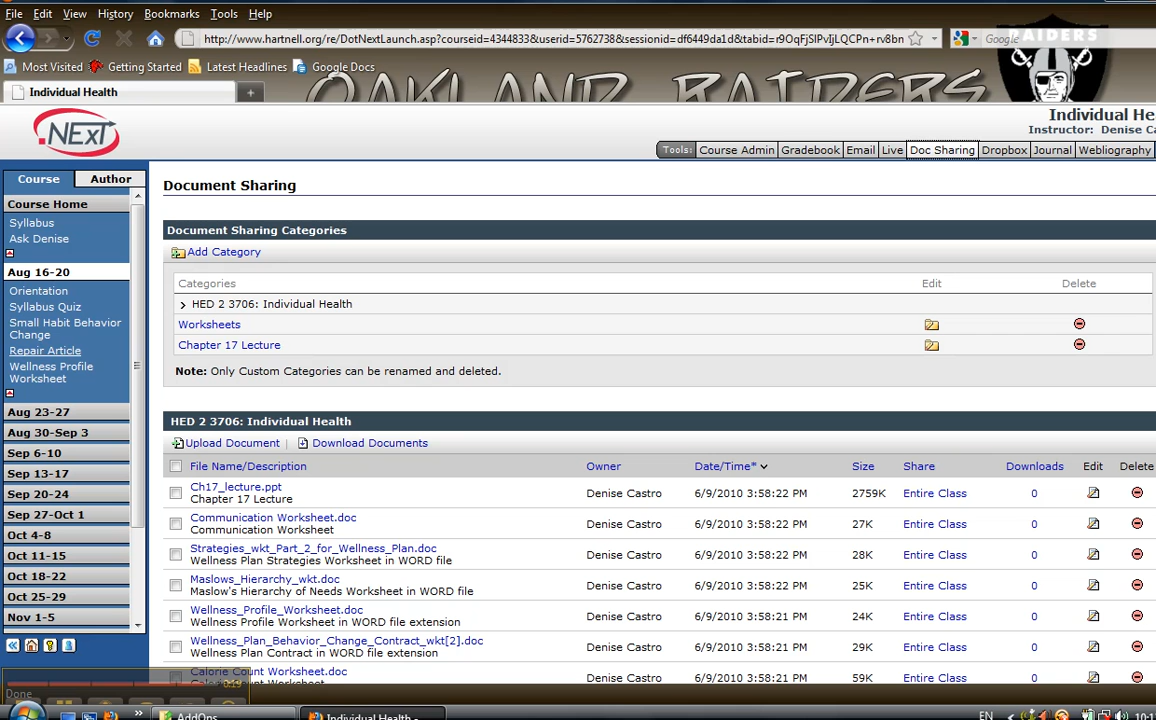 File Edit View History Bookmarks Tools Help
http://www.hartnell.org/re/DotNextLaunch.asp?courseid=4344833&userid=5762738&sessionid=df6449da1d&tabid=r9OqFjSIPvIjLQCPn+rv8bn
Google
Most Visited Getting Started Latest Headlines Google Docs
OAKLAND RAIDERS
RAIDERS
Individual Health
.NExT
Individual He
Instructor: Denise Ca
Tools: Course Admin Gradebook Email Live Doc Sharing Dropbox Journal Webliography
Course Author
Course Home
Syllabus
Ask Denise
Aug 16-20
Orientation
Syllabus Quiz
Small Habit Behavior
Change
Repair Article
Wellness Profile
Worksheet
Aug 23-27
Aug 30-Sep 3
Sep 6-10
Sep 13-17
Sep 20-24
Sep 27-Oct 1
Oct 4-8
Oct 11-15
Oct 18-22
Oct 25-29
Nov 1-5
Document Sharing
Document Sharing Categories
Add Category
Categories Edit Delete
HED 2 3706: Individual Health
Worksheets
Chapter 17 Lecture
Note: Only Custom Categories can be renamed and deleted.
HED 2 3706: Individual Health
Upload Document | Download Documents
File Name/Description Owner Date/Time* Size Share Downloads Edit Delete
Ch17_lecture.ppt
Chapter 17 Lecture Denise Castro 6/9/2010 3:58:22 PM 2759K Entire Class 0
Communication Worksheet.doc
Communication Worksheet Denise Castro 6/9/2010 3:58:22 PM 27K Entire Class 0
Strategies_wkt_Part_2_for_Wellness_Plan.doc
Wellness Plan Strategies Worksheet in WORD file Denise Castro 6/9/2010 3:58:22 PM 28K Entire Class 0
Maslows_Hierarchy_wkt.doc
Maslow's Hierarchy of Needs Worksheet in WORD file Denise Castro 6/9/2010 3:58:22 PM 25K Entire Class 0
Wellness_Profile_Worksheet.doc
Wellness Profile Worksheet in WORD file extension Denise Castro 6/9/2010 3:58:21 PM 24K Entire Class 0
Wellness_Plan_Behavior_Change_Contract_wkt[2].doc
Wellness Plan Contract in WORD file extension Denise Castro 6/9/2010 3:58:21 PM 29K Entire Class 0
Calorie Count Worksheet.doc
Calorie Count Worksheet Denise Castro 6/9/2010 3:58:21 PM 59K Entire Class 0
0:19
Done
AddOns Individual Health - EN 10:1